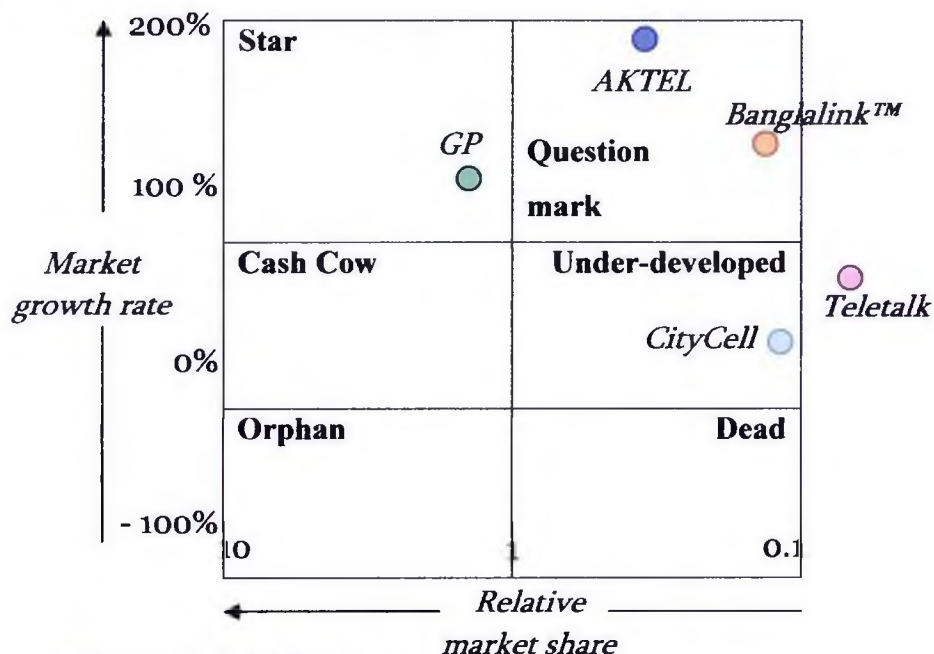 200%
Star
AKTEL
Banglalink™
GP
Question
mark
100 %
Market
growth rate
Cash Cow
Under-developed
Teletalk
CityCell
0%
Orphan
Dead
- 100%
10
1
0.1
Relative
market share